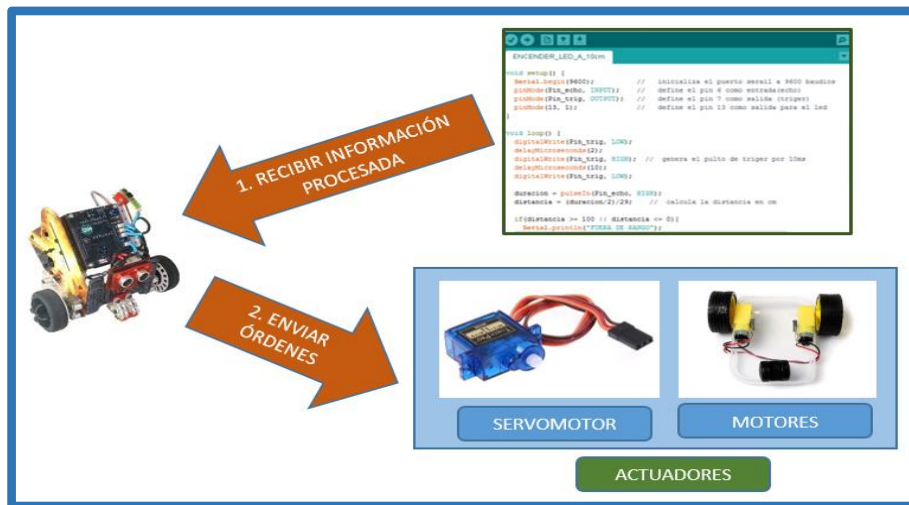 ENCENDER_LED_A_10cm
void setup() {
Serial.begin(9600); // inicializa el puerto serail a 9600 baudios
pinMode(Pin_echo, INPUT); // define el pin 6 como entrada(echo)
pinMode(Pin_trig, OUTPUT); // define el pin 7 como salida (triger)
pinMode(13, 1); // define el pin 13 como salida para el led
}
void loop() {
digitalWrite(Pin_trig, LOW);
delayMicroseconds(2);
digitalWrite(Pin_trig, HIGH); // genera el pulto de triger por 10ms
delayMicroseconds(10);
digitalWrite(Pin_trig, LOW);
duracion = pulseIn(Pin_echo, HIGH);
distancia = (duracion/2)/29; // calcula la distancia en cm
if(distancia >= 100 || distancia <= 0){
Serial.println("FUERA DE RANGO");
1. RECIBIR INFORMACIÓN
PROCESADA
2. ENVIAR
ÓRDENES
SERVOMOTOR
MOTORES
ACTUADORES